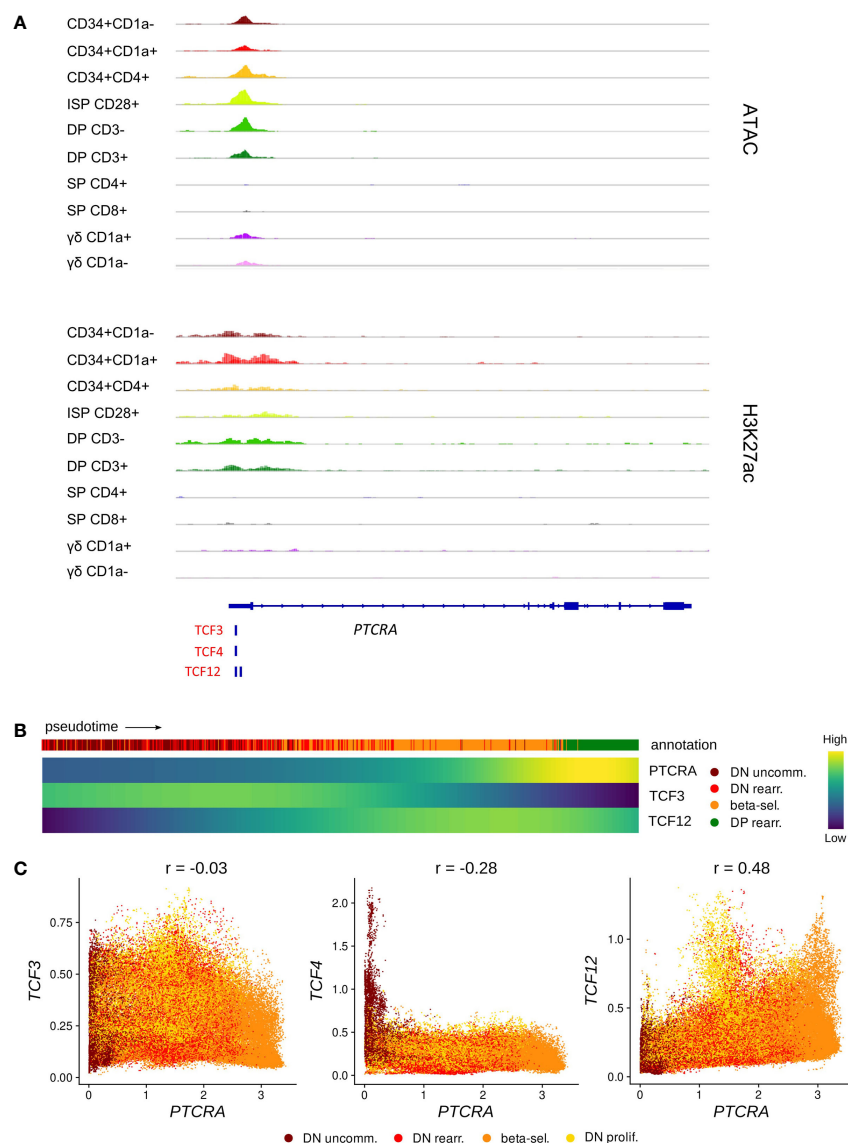 A
CD34+CD1a-
CD34+CD1a+
CD34+CD4+
ISP CD28+
DP CD3-
DP CD3+
SP CD4+
SP CD8+
γδ CD1a+
γδ CD1a-
ATAC
CD34+CD1a-
CD34+CD1a+
CD34+CD4+
ISP CD28+
DP CD3-
DP CD3+
SP CD4+
SP CD8+
γδ CD1a+
γδ CD1a-
H3K27ac
TCF3
PTCRA
TCF4
TCF12
B
pseudotime
annotation
PTCRA
TCF3
TCF12
DN uncomm.
DN rearr.
beta-sel.
DP rearr.
High
Low
C
r = -0.03
TCF3
0.75
0.50
0.25
0.00
0 1 2 3
PTCRA
r = -0.28
TCF4
2.0
1.5
1.0
0.5
0.0
0 1 2 3
PTCRA
r = 0.48
TCF12
1.0
0.5
0.0
0 1 2 3
PTCRA
DN uncomm. DN rearr. beta-sel. DN prolif.